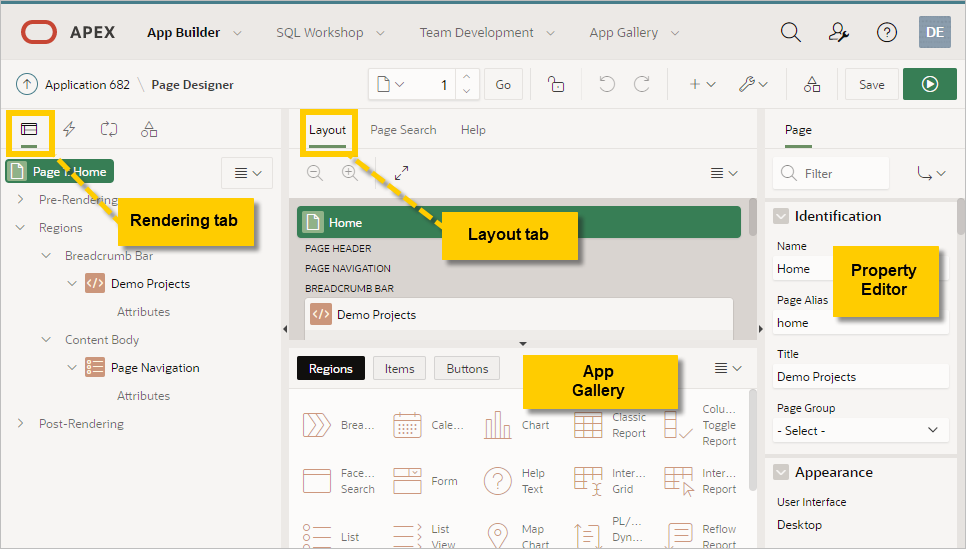 APEX App Builder SQL Workshop Team Development App Gallery DE
Application 682 \ Page Designer 1 Go Save
Layout Page Search Help Page
Page 1: Home
Filter
Pre-Rendering
Rendering tab
Regions
Breadcrumb Bar
Demo Projects
Attributes
Content Body
Page Navigation
Attributes
Post-Rendering
Home
Layout tab
PAGE HEADER
PAGE NAVIGATION
BREADCRUMB BAR
Demo Projects
Regions Items Buttons
App
Gallery
Brea... Cale... Chart Classic
Report Colu...
Toggle
Report
Face...
Search Form Help
Text Inter...
Grid Inter...
Report
List List
View Map
Chart PL/...
Dyn... Reflow
Report
Identification
Name
Home
Property
Editor
Page Alias
home
Title
Demo Projects
Page Group
- Select -
Appearance
User Interface
Desktop